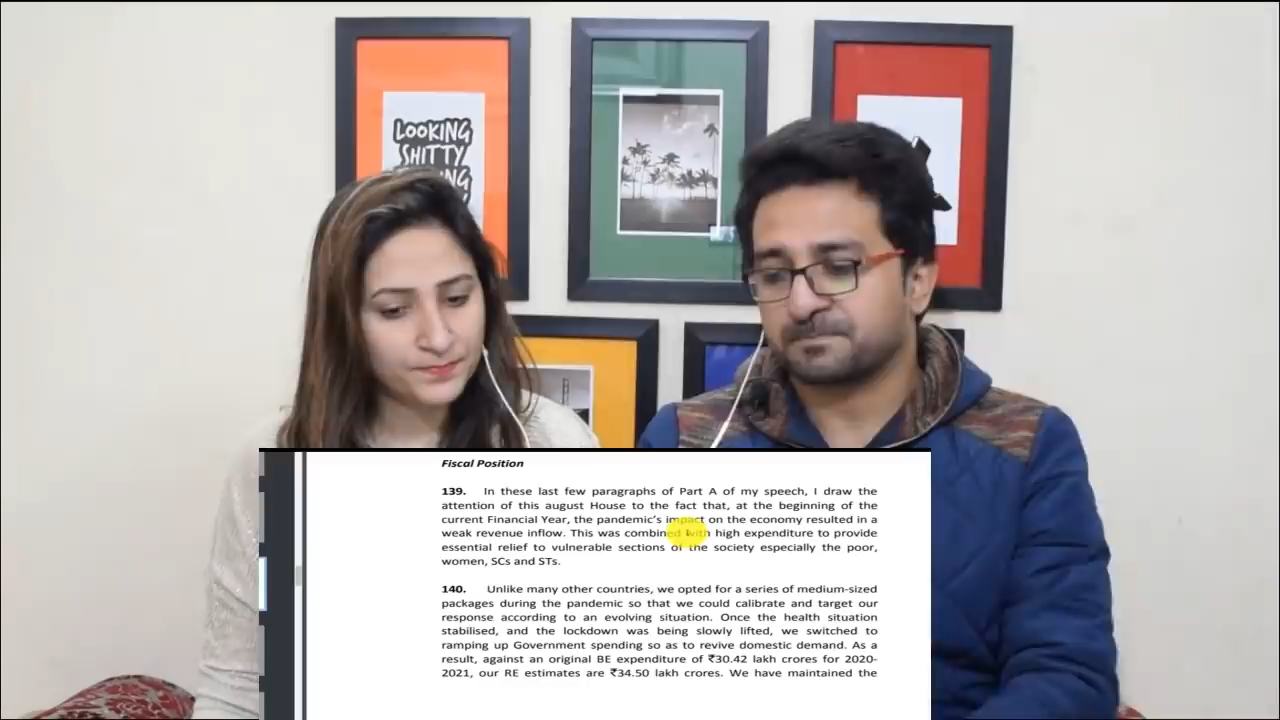 LOOKING
SHITTY
Fiscal Position
139. In these last few paragraphs of Part A of my speech, I draw the
attention of this august House to the fact that, at the beginning of the
current Financial Year, the pandemic's impact on the economy resulted in a
weak revenue inflow. This was combined with high expenditure to provide
essential relief to vulnerable sections of the society especially the poor,
women, SCs and STs.
140. Unlike many other countries, we opted for a series of medium-sized
packages during the pandemic so that we could calibrate and target our
response according to an evolving situation. Once the health situation
stabilised, and the lockdown was being slowly lifted, we switched to
ramping up Government spending so as to revive domestic demand. As a
result, against an original BE expenditure of ₹30.42 lakh crores for 2020-
2021, our RE estimates are ₹34.50 lakh crores. We have maintained the